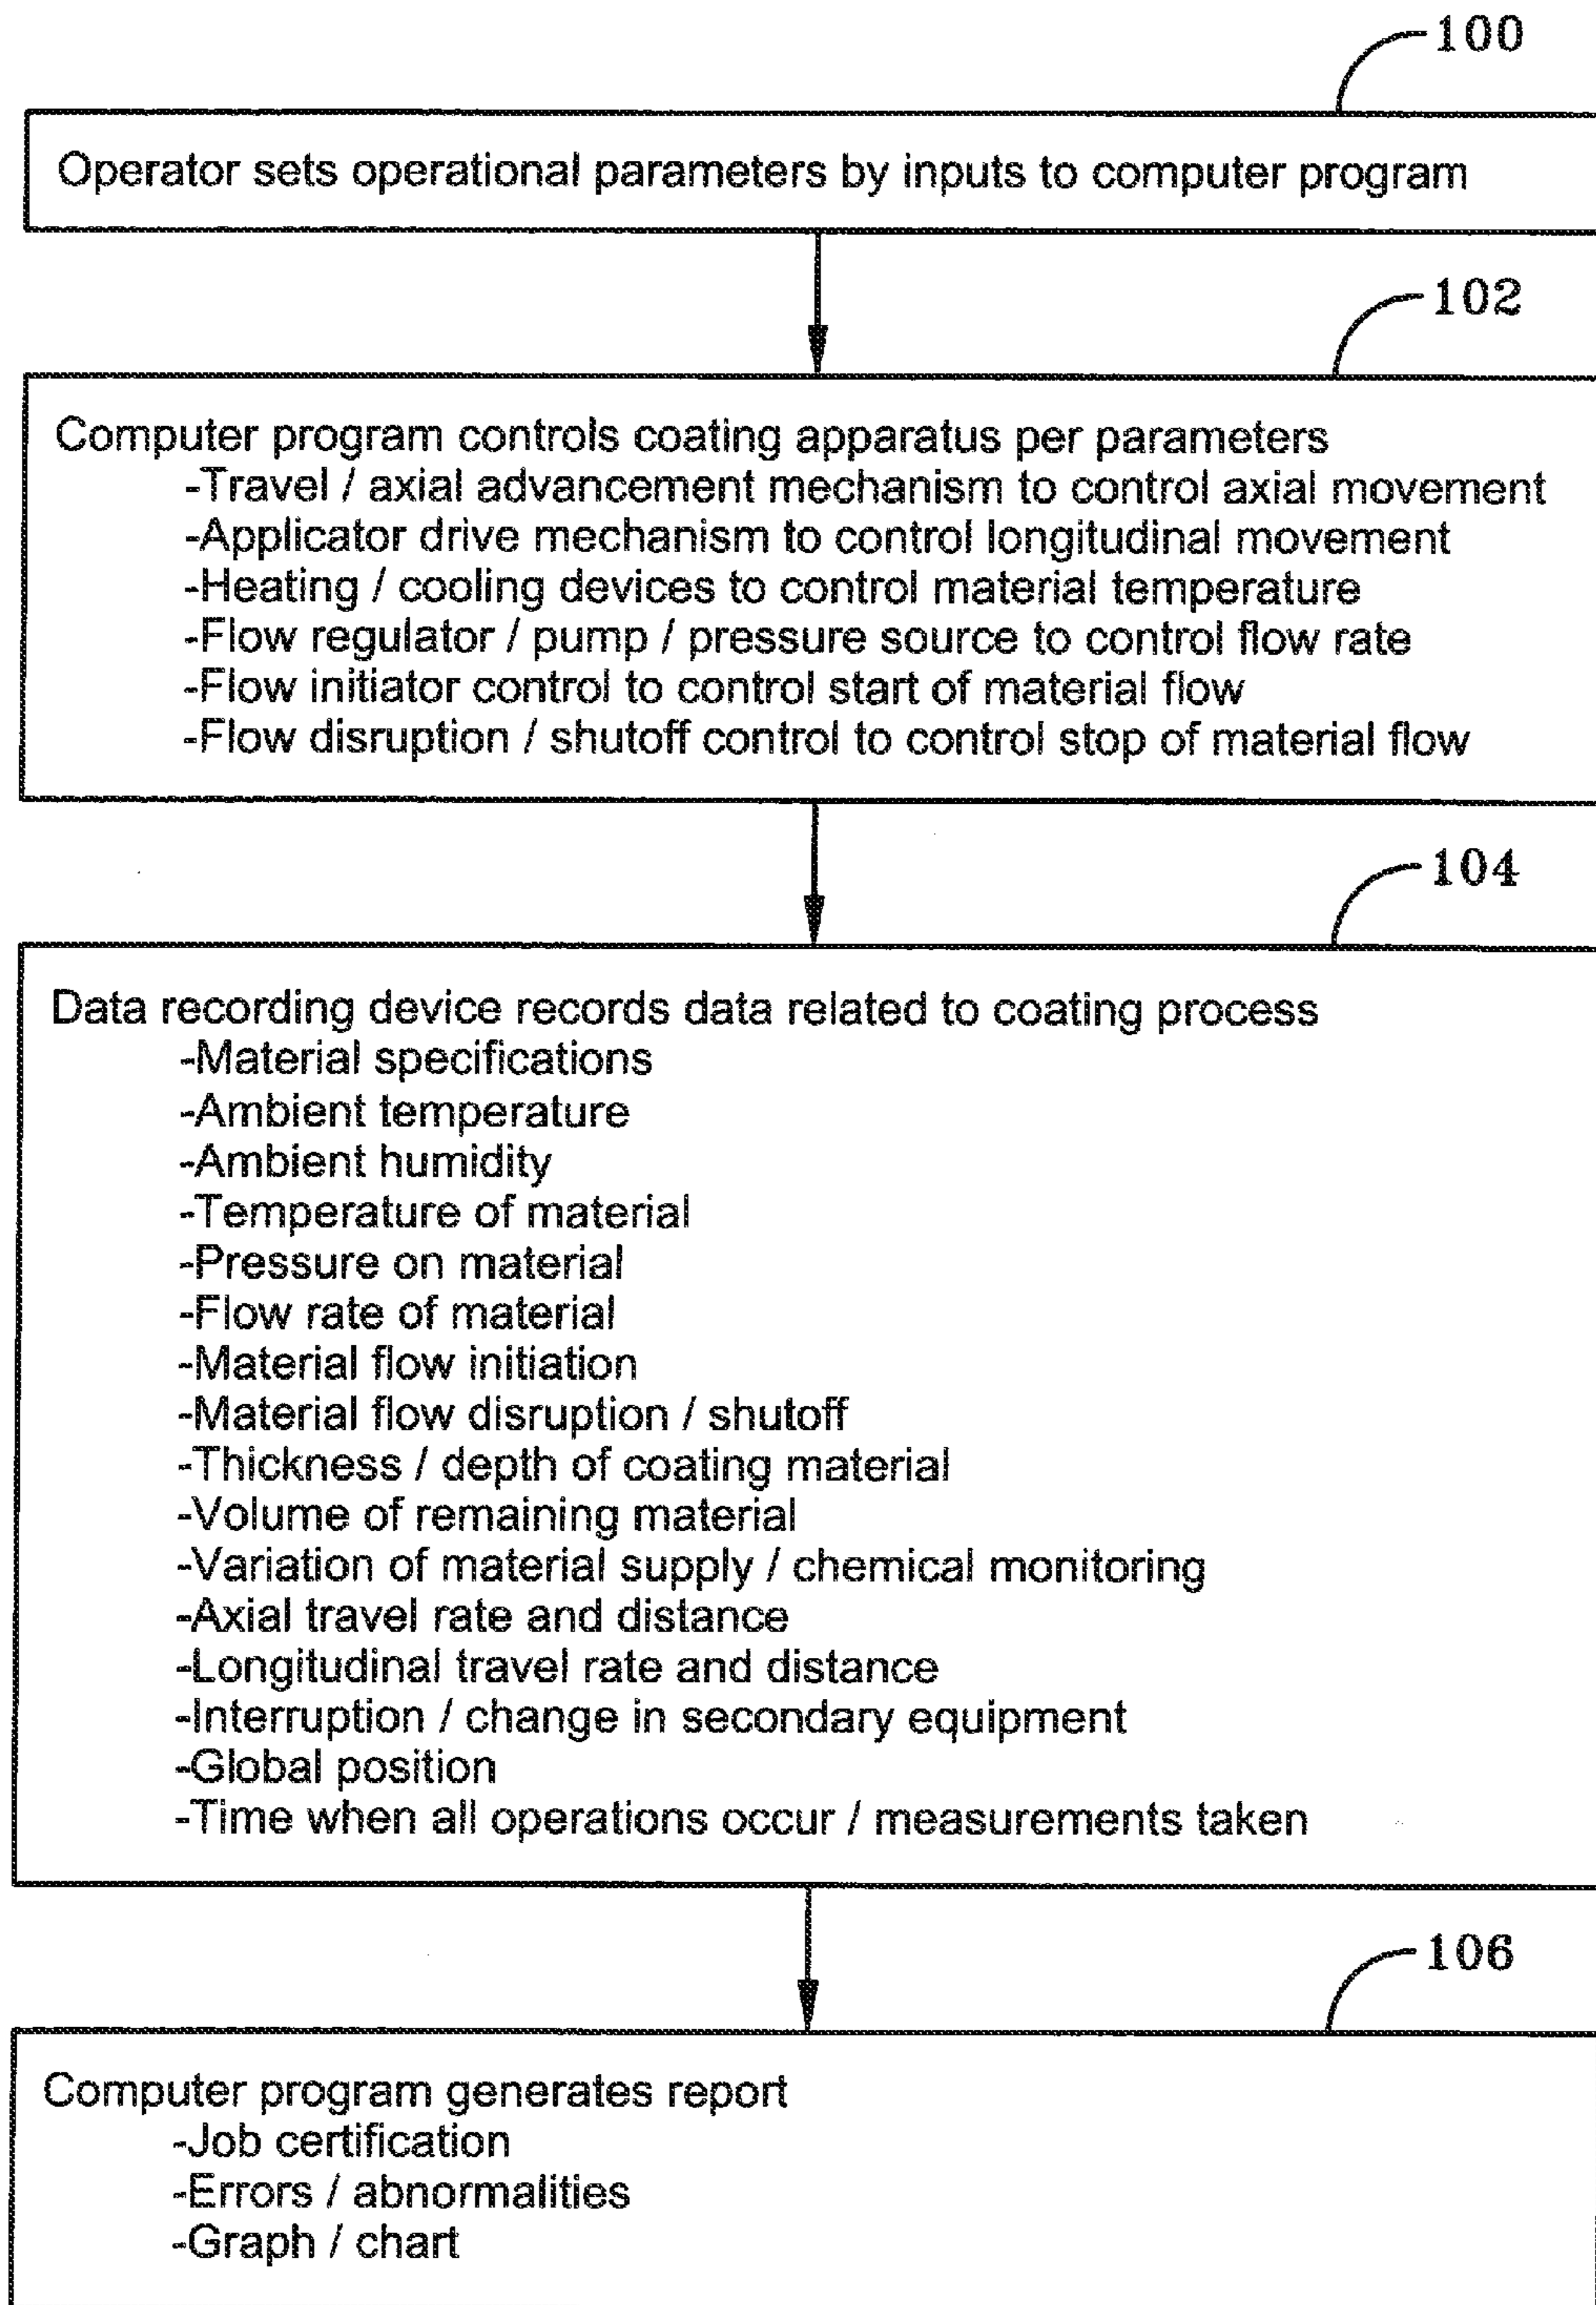 100
Operator sets operational parameters by inputs to computer program
102
Computer program controls coating apparatus per parameters
-Travel / axial advancement mechanism to control axial movement
-Applicator drive mechanism to control longitudinal movement
-Heating / cooling devices to control material temperature
-Flow regulator / pump / pressure source to control flow rate
-Flow initiator control to control start of material flow
-Flow disruption / shutoff control to control stop of material flow
104
Data recording device records data related to coating process
-Material specifications
-Ambient temperature
-Ambient humidity
-Temperature of material
-Pressure on material
-Flow rate of material
-Material flow initiation
-Material flow disruption / shutoff
-Thickness / depth of coating material
-Volume of remaining material
-Variation of material supply / chemical monitoring
-Axial travel rate and distance
-Longitudinal travel rate and distance
-Interruption / change in secondary equipment
-Global position
-Time when all operations occur / measurements taken
106
Computer program generates report
-Job certification
-Errors / abnormalities
-Graph / chart